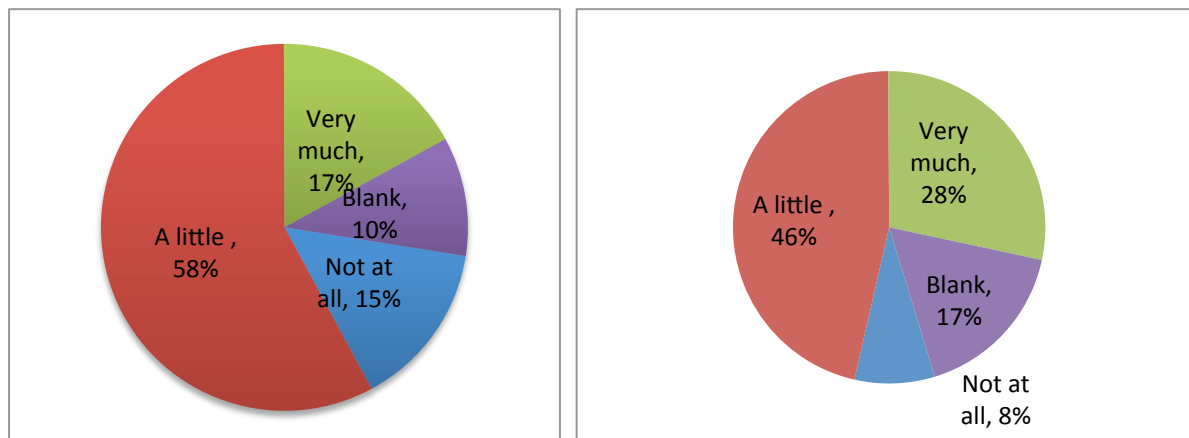 Very
much,
17%
Blank,
10%
Not at
all, 15%
A little ,
58%
Very
much,
28%
Blank,
17%
Not at
all, 8%
A little ,
46%